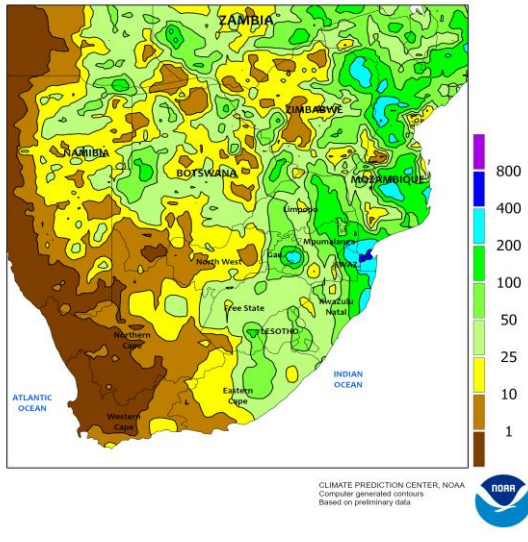 ZAMBIA
ZIMBABWE
NAMIBIA
BOTSWANA
MOZAMBIQUE
Limpopo
Mpumalanga
Gau.
North West
SWAZ.
Free State
KwaZulu
Natal
LESOTHO
Northern
Cape
Eastern
Cape
Western
Cape
ATLANTIC
OCEAN
INDIAN
OCEAN
800
400
200
100
50
25
10
1
CLIMATE PREDICTION CENTER, NOAA
Computer generated contours
Based on preliminary data
NOAA